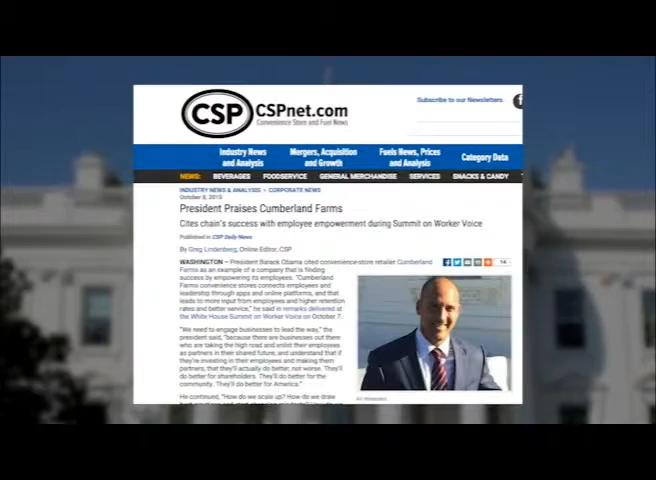 CSP CSPnet.com
Convenience Store and Fuel News
Subscribe to our Newsletters
Industry News and Analysis
Mergers, Acquisition and Growth
Fuels News, Prices and Analysis
Category Data
NEWS: BEVERAGES FOODSERVICE GENERAL MERCHANDISE SERVICES SNACKS & CANDY
INDUSTRY NEWS & ANALYSIS • CORPORATE NEWS
October 8, 2015
President Praises Cumberland Farms
Cites chain's success with employee empowerment during Summit on Worker Voice
Published in CSP Daily News
By Greg Lindenberg, Online Editor, CSP
WASHINGTON -- President Barack Obama cited convenience-store retailer Cumberland
Farms as an example of a company that is finding
success by empowering its employees. "Cumberland
Farms convenience stores connects employees and
leadership through apps and online platforms, and that
leads to more input from employees and higher retention
rates and better service," he said in remarks delivered at
the White House Summit on Worker Voice on October 7.
"We need to engage businesses to lead the way," the
president said, "because there are businesses out there
who are taking the high road and enlist their employees
as partners in their shared future, and understand that if
they're investing in their employees and making them
partners, that they'll actually do better, not worse. They'll
do better for shareholders. They'll do better for the
community. They'll do better for America."
He continued, "How do we scale up? How do we draw